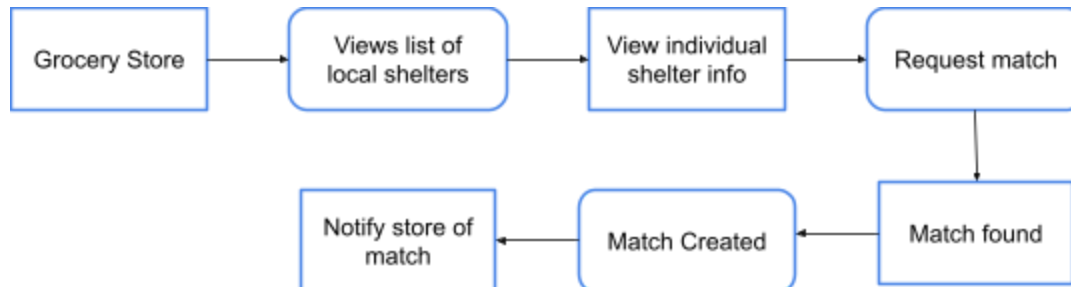 Grocery Store
Views list of
local shelters
View individual
shelter info
Request match
Match found
Match Created
Notify store of
match